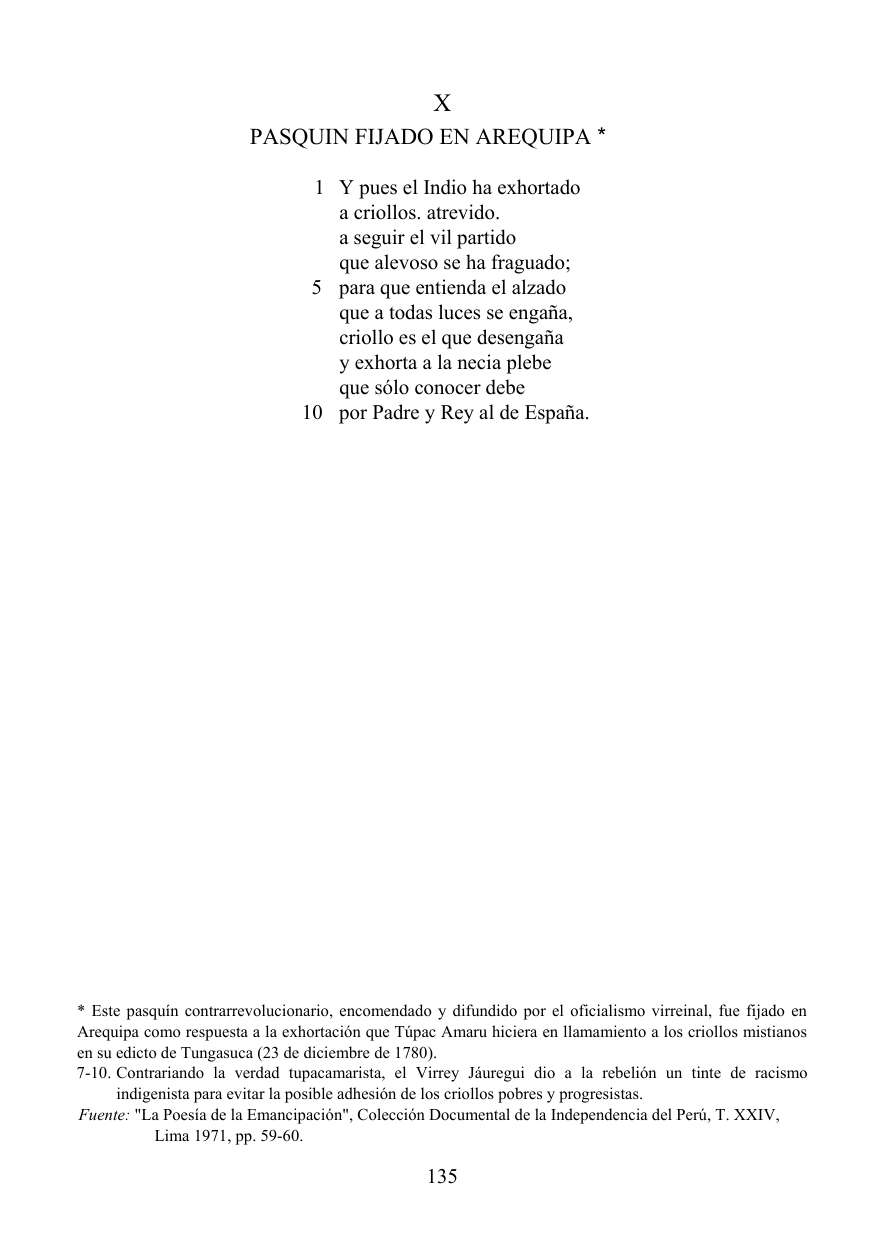 X
PASQUIN FIJADO EN AREQUIPA *
1 Y pues el Indio ha exhortado
a criollos. atrevido.
a seguir el vil partido
que alevoso se ha fraguado;
5 para que entienda el alzado
que a todas luces se engaña,
criollo es el que desengaña
y exhorta a la necia plebe
que sólo conocer debe
10 por Padre y Rey al de España.
* Este pasquín contrarrevolucionario, encomendado y difundido por el oficialismo virreinal, fue fijado en
Arequipa como respuesta a la exhortación que Túpac Amaru hiciera en llamamiento a los criollos mistianos
en su edicto de Tungasuca (23 de diciembre de 1780).
7-10. Contrariando la verdad tupacamarista, el Virrey Jáuregui dio a la rebelión un tinte de racismo
indigenista para evitar la posible adhesión de los criollos pobres y progresistas.
Fuente: "La Poesía de la Emancipación", Colección Documental de la Independencia del Perú, T. XXIV,
Lima 1971, pp. 59-60.
135